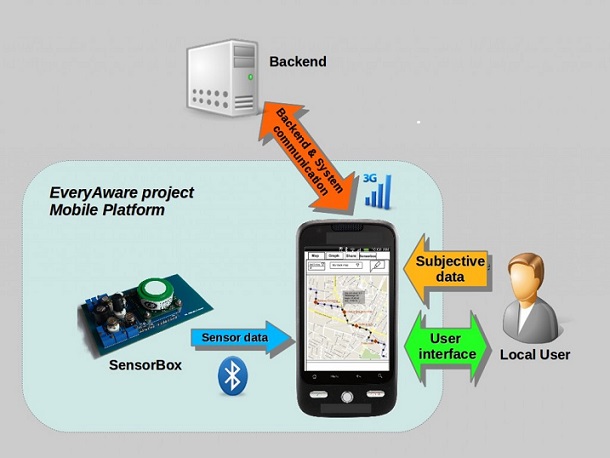 Backend
Backend & System
communication
3G
EveryAware project
Mobile Platform
Map Graph Share
Subjective
data
Sensor data
User
interface
SensorBox
Local User